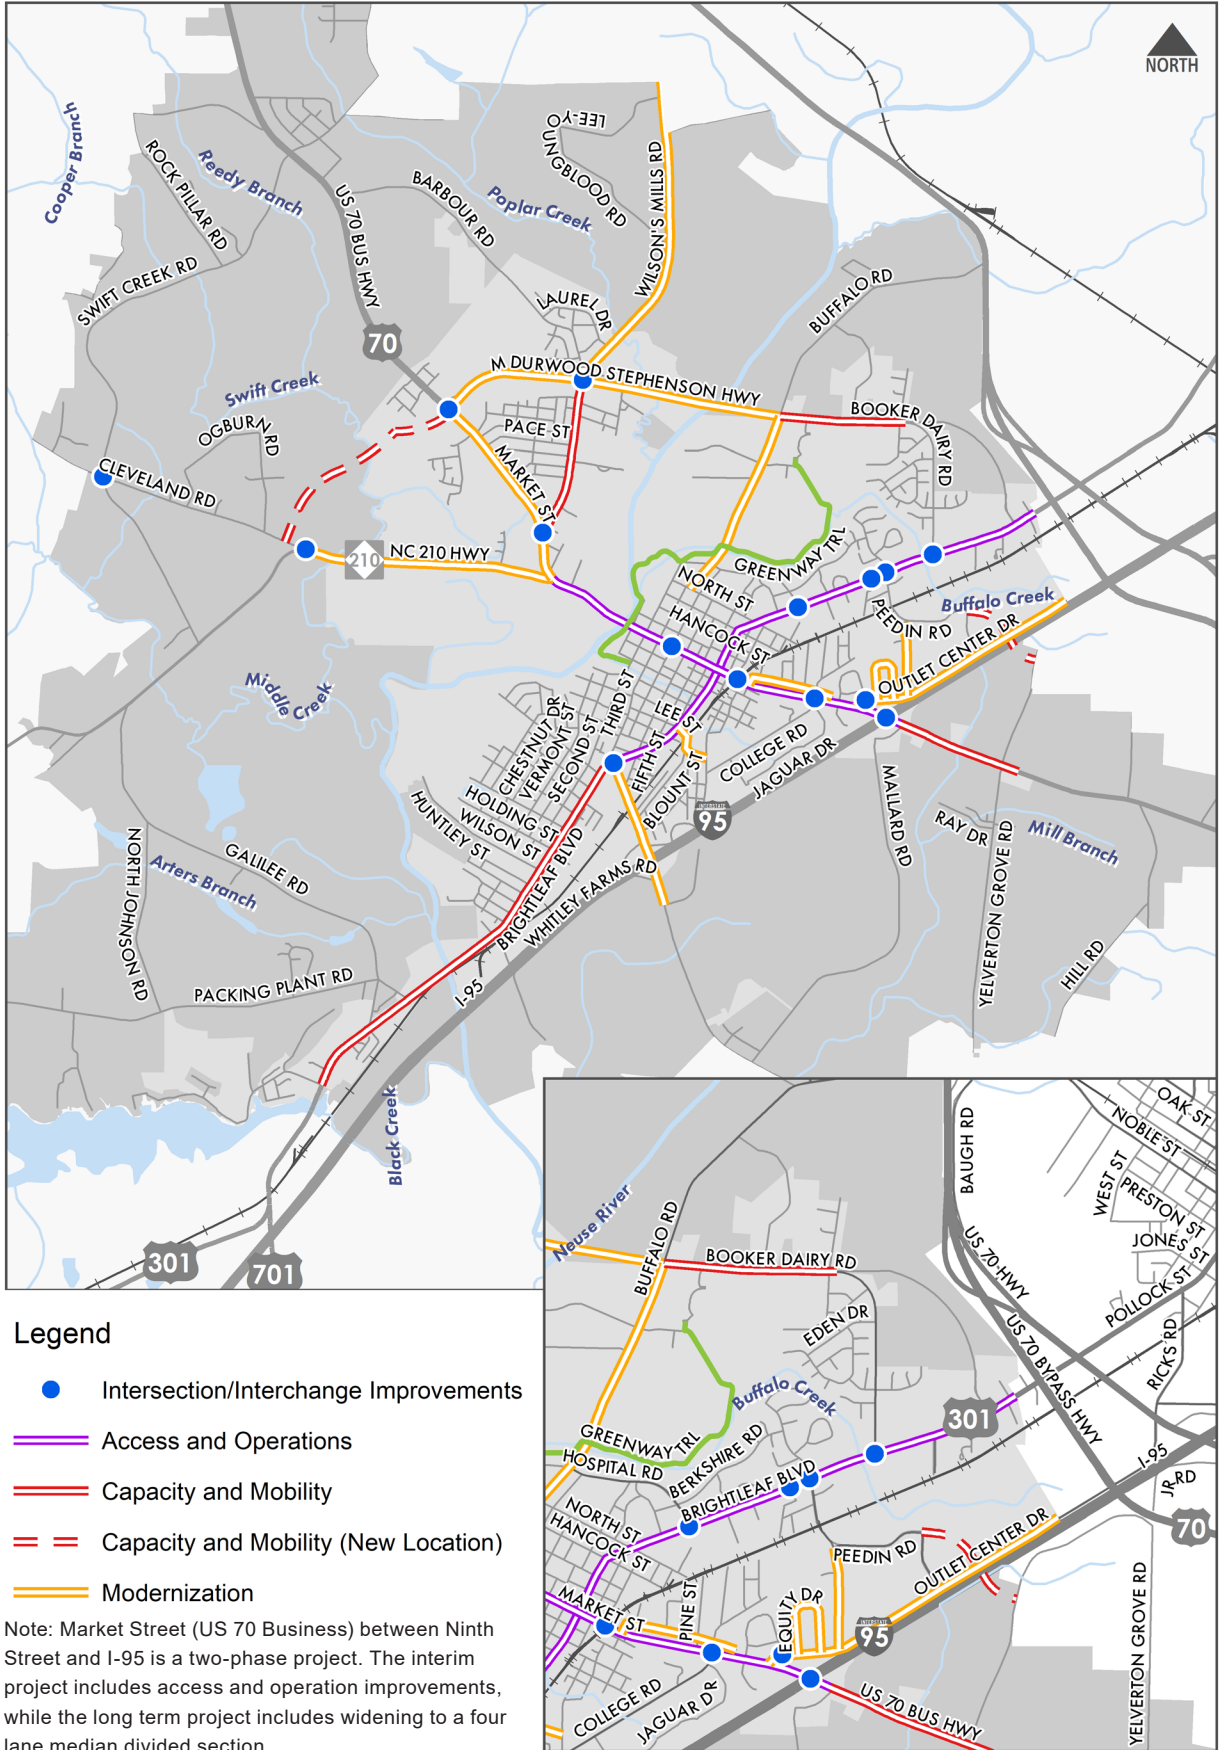 NORTH
Cooper Branch
ROCK PILLAR RD
Reedy Branch
SWIFT CREEK RD
US 70 BUS HWY
BARBOUR RD
Poplar Creek
LEE-YOUNGBLOOD RD
WILSON'S MILLS RD
LAUREL DR
BUFFALO RD
70
M DURWOOD STEPHENSON HWY
BOOKER DAIRY RD
Swift Creek
OGBURN RD
PACE ST
MARKET ST
CLEVELAND RD
210
NC 210 HWY
GREENWAY TRL
NORTH ST
HANCOCK ST
Buffalo Creek
PEEDIN RD
OUTLET CENTER DR
Middle Creek
CHESTNUT DR
VERMONT ST
SECOND ST
THIRD ST
LEE ST
FIFTH ST
BLOUNT ST
COLLEGE RD
JAGUAR DR
95
HOLDING ST
WILSON ST
HUNTLEY ST
BRIGHTLEAF BLVD
WHITLEY FARMS RD
MALLARD RD
RAY DR
Mill Branch
YELVERTON GROVE RD
HILL RD
NORTH JOHNSON RD
GALILEE RD
Arters Branch
PACKING PLANT RD
I-95
Black Creek
301
701
Neuse River
BUFFALO RD
BOOKER DAIRY RD
EDEN DR
BAUGH RD
OAK ST
NOBLE ST
WEST ST
PRESTON ST
JONES ST
POLLOCK ST
US 70 HWY
US 70 BYPASS HWY
RICKS RD
Buffalo Creek
301
GREENWAY TRL
HOSPITAL RD
BERKSHIRE RD
BRIGHTLEAF BLVD
NORTH ST
HANCOCK ST
I-95
JR RD
70
PEEDIN RD
OUTLET CENTER DR
MARKET ST
PINE ST
EQUITY DR
95
COLLEGE RD
JAGUAR DR
US 70 BUS HWY
YELVERTON GROVE RD
Legend
Intersection/Interchange Improvements
Access and Operations
Capacity and Mobility
Capacity and Mobility (New Location)
Modernization
Note: Market Street (US 70 Business) between Ninth
Street and I-95 is a two-phase project. The interim
project includes access and operation improvements,
while the long term project includes widening to a four
lane median divided section